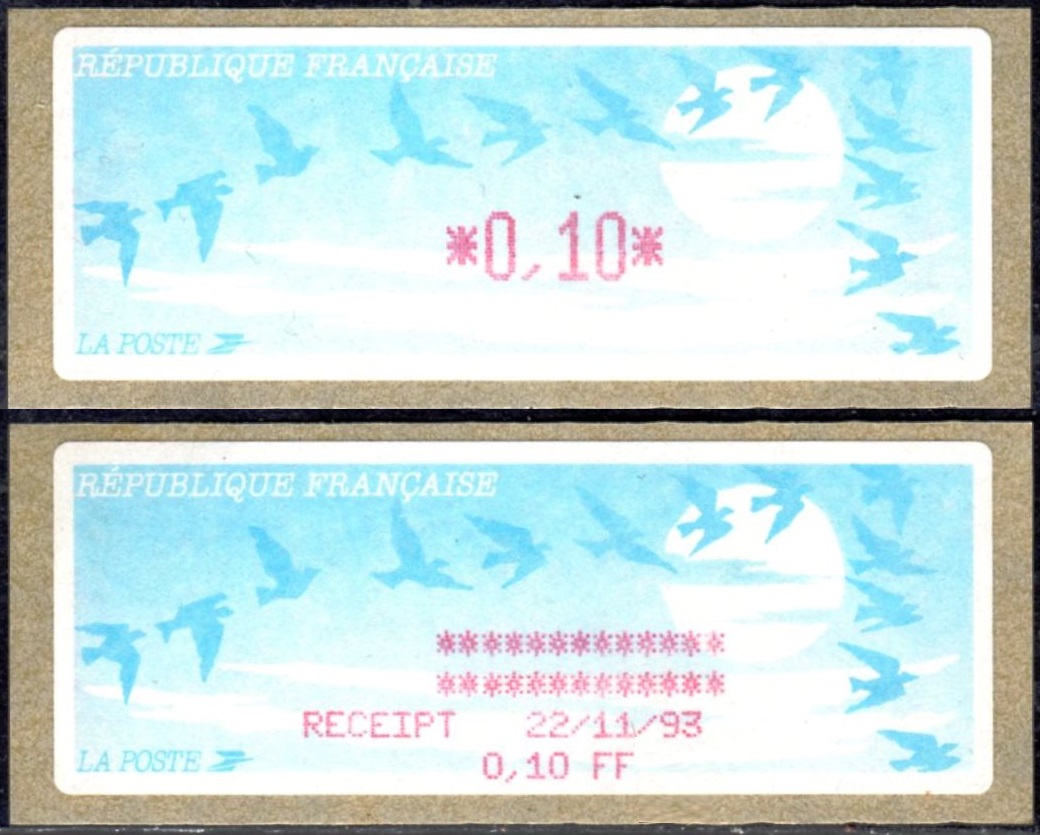 RÉPUBLIQUE FRANÇAISE
*0,10*
LA POSTE
RÉPUBLIQUE FRANÇAISE
*************
*************
RECEIPT 22/11/93
0,10 FF
LA POSTE